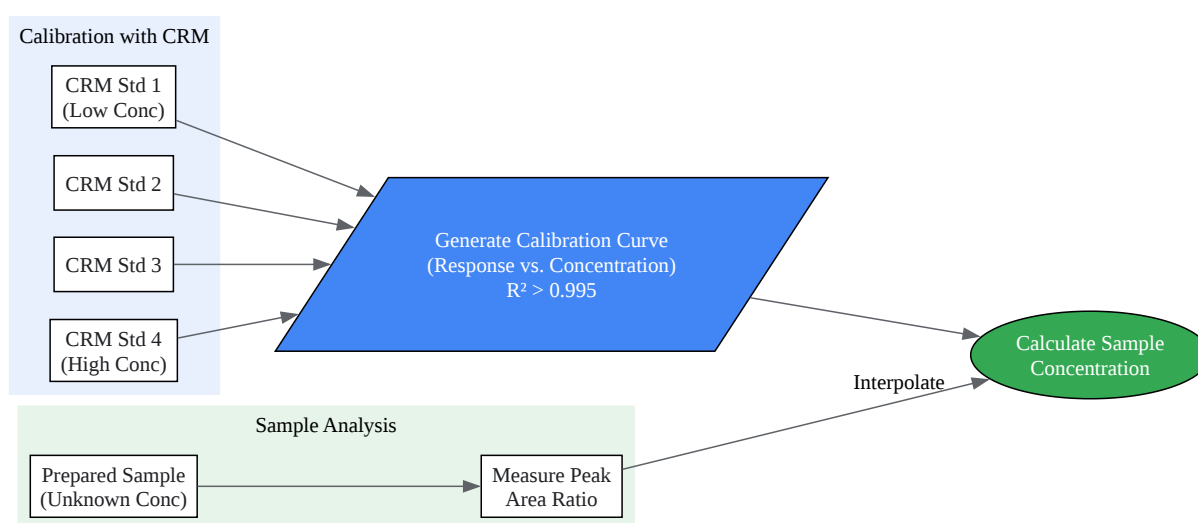 Calibration with CRM
CRM Std 1
(Low Conc)
CRM Std 2
CRM Std 3
CRM Std 4
(High Conc)
Generate Calibration Curve
(Response vs. Concentration)
R² > 0.995
Calculate Sample
Concentration
Interpolate
Sample Analysis
Prepared Sample
(Unknown Conc)
Measure Peak
Area Ratio